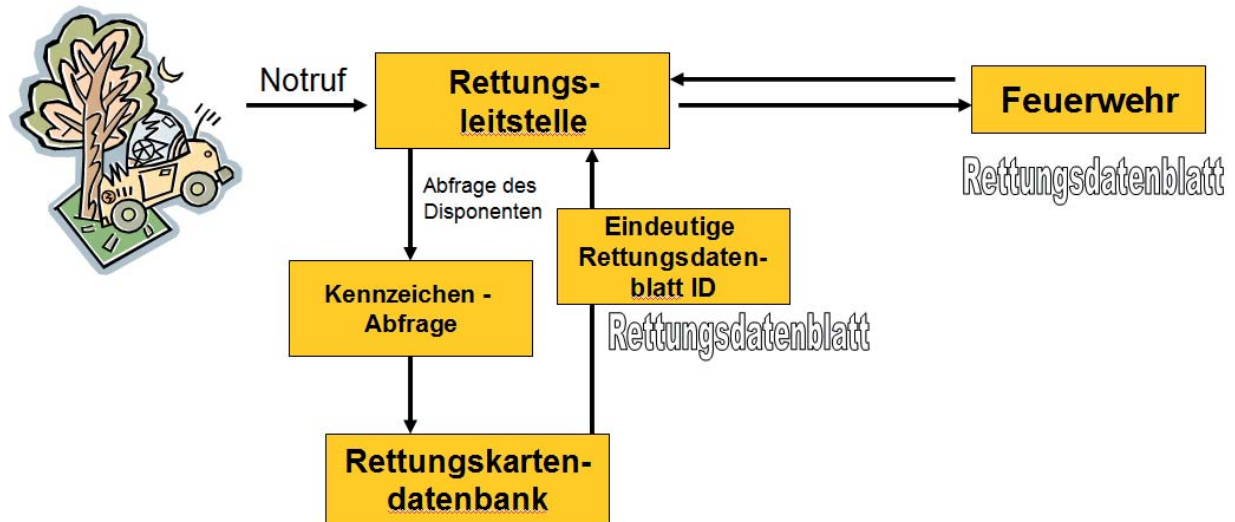 Notruf
Rettungs-
leitstelle
Feuerwehr
Rettungsdatenblatt
Abfrage des
Disponenten
Eindeutige
Rettungsdaten-
blatt ID
Rettungsdatenblatt
Kennzeichen -
Abfrage
Rettungskarten-
datenbank